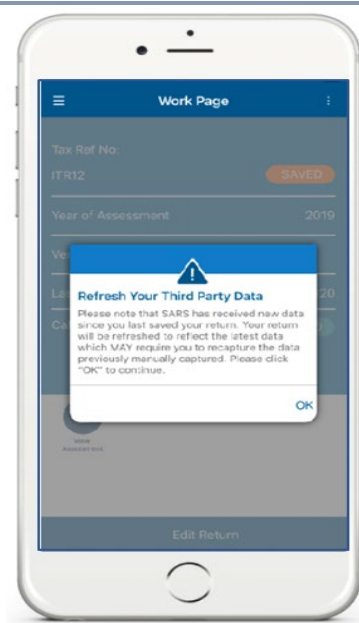 Work Page
Tax Ref No:
ITR12
SAVED
Year of Assessment
2019
Refresh Your Third Party Data
Please note that SARS has received new data
since you last saved your return. Your return
will be refreshed to reflect the latest data
which MAY require you to recapture the data
previously manually captured. Please click
"OK" to continue.
OK
View
Edit Return